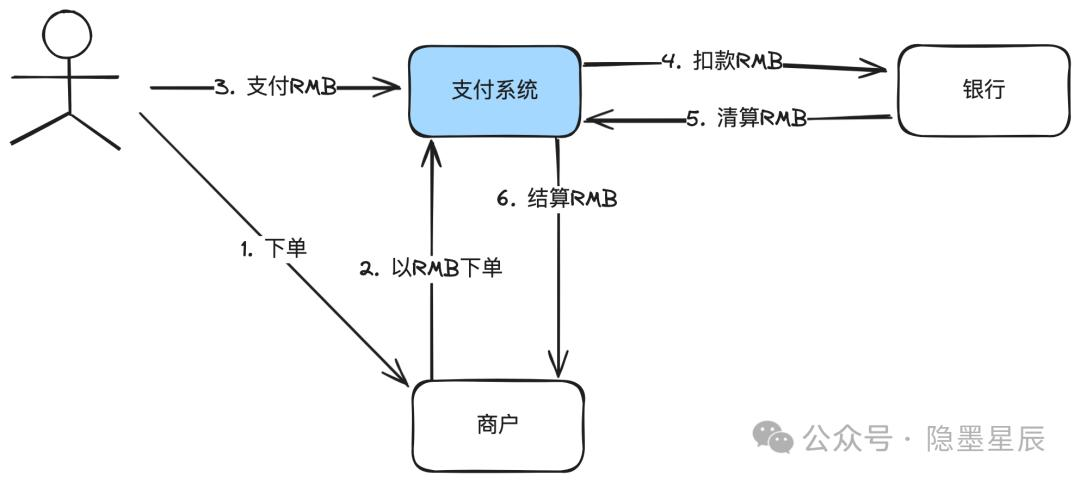 4. 扣款RMB
3. 支付RMB
支付系统
银行
5. 清算RMB
6. 结算RMB
1. 下单
2. 以RMB下单
商户
公众号 · 隐墨星辰